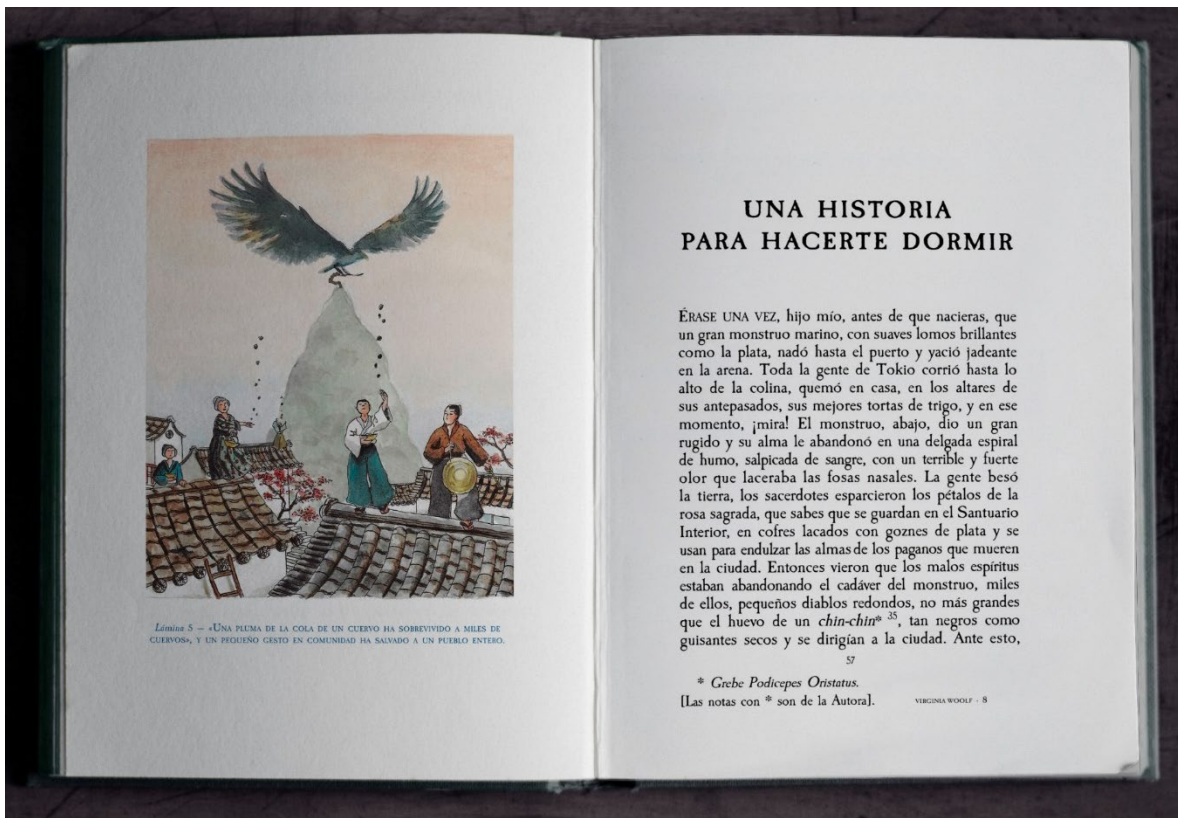 Lámina 5 — «UNA PLUMA DE LA COLA DE UN CUERVO HA SOBREVIVIDO A MILES DE
CUERVOS», Y UN PEQUEÑO GESTO EN COMUNIDAD HA SALVADO A UN PUEBLO ENTERO.
UNA HISTORIA
PARA HACERTE DORMIR
ÉRASE UNA VEZ, hijo mío, antes de que nacieras, que
un gran monstruo marino, con suaves lomos brillantes
como la plata, nadó hasta el puerto y yació jadeante
en la arena. Toda la gente de Tokio corrió hasta lo
alto de la colina, quemó en casa, en los altares de
sus antepasados, sus mejores tortas de trigo, y en ese
momento, ¡mira! El monstruo, abajo, dio un gran
rugido y su alma le abandonó en una delgada espiral
de humo, salpicada de sangre, con un terrible y fuerte
olor que laceraba las fosas nasales. La gente besó
la tierra, los sacerdotes esparcieron los pétalos de la
rosa sagrada, que sabes que se guardan en el Santuario
Interior, en cofres lacados con goznes de plata y se
usan para endulzar las almas de los paganos que mueren
en la ciudad. Entonces vieron que los malos espíritus
estaban abandonando el cadáver del monstruo, miles
de ellos, pequeños diablos redondos, no más grandes
que el huevo de un chin-chin* 35, tan negros como
guisantes secos y se dirigían a la ciudad. Ante esto,
57
* Grebe Podicepes Oristatus.
[Las notas con * son de la Autora].
VIRGINIA WOOLF - 8